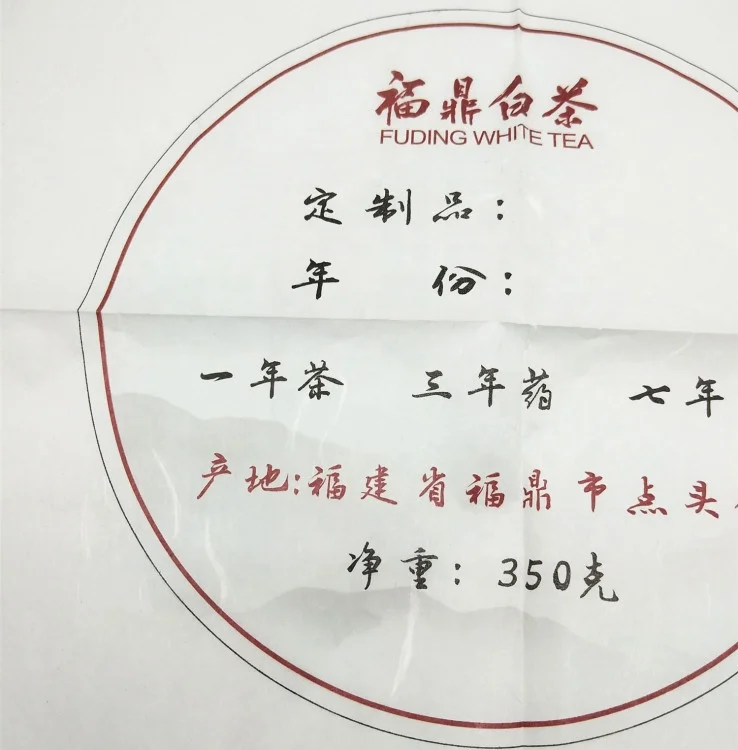 福鼎白茶
FUDING WHITE TEA
定制品：
年 份：
一年茶 三年药 七年
产地:福建省福鼎市点头
净重：350克